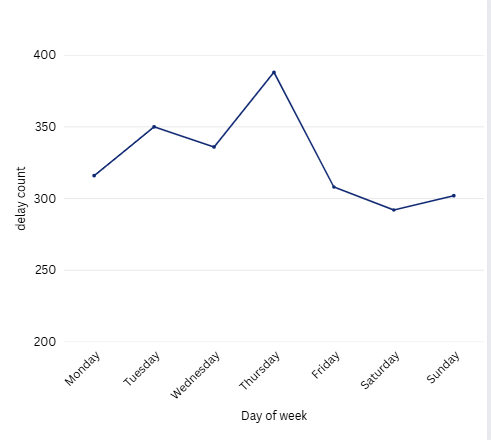 400
350
300
250
200
delay count
Monday
Tuesday
Wednesday
Thursday
Friday
Saturday
Sunday
Day of week